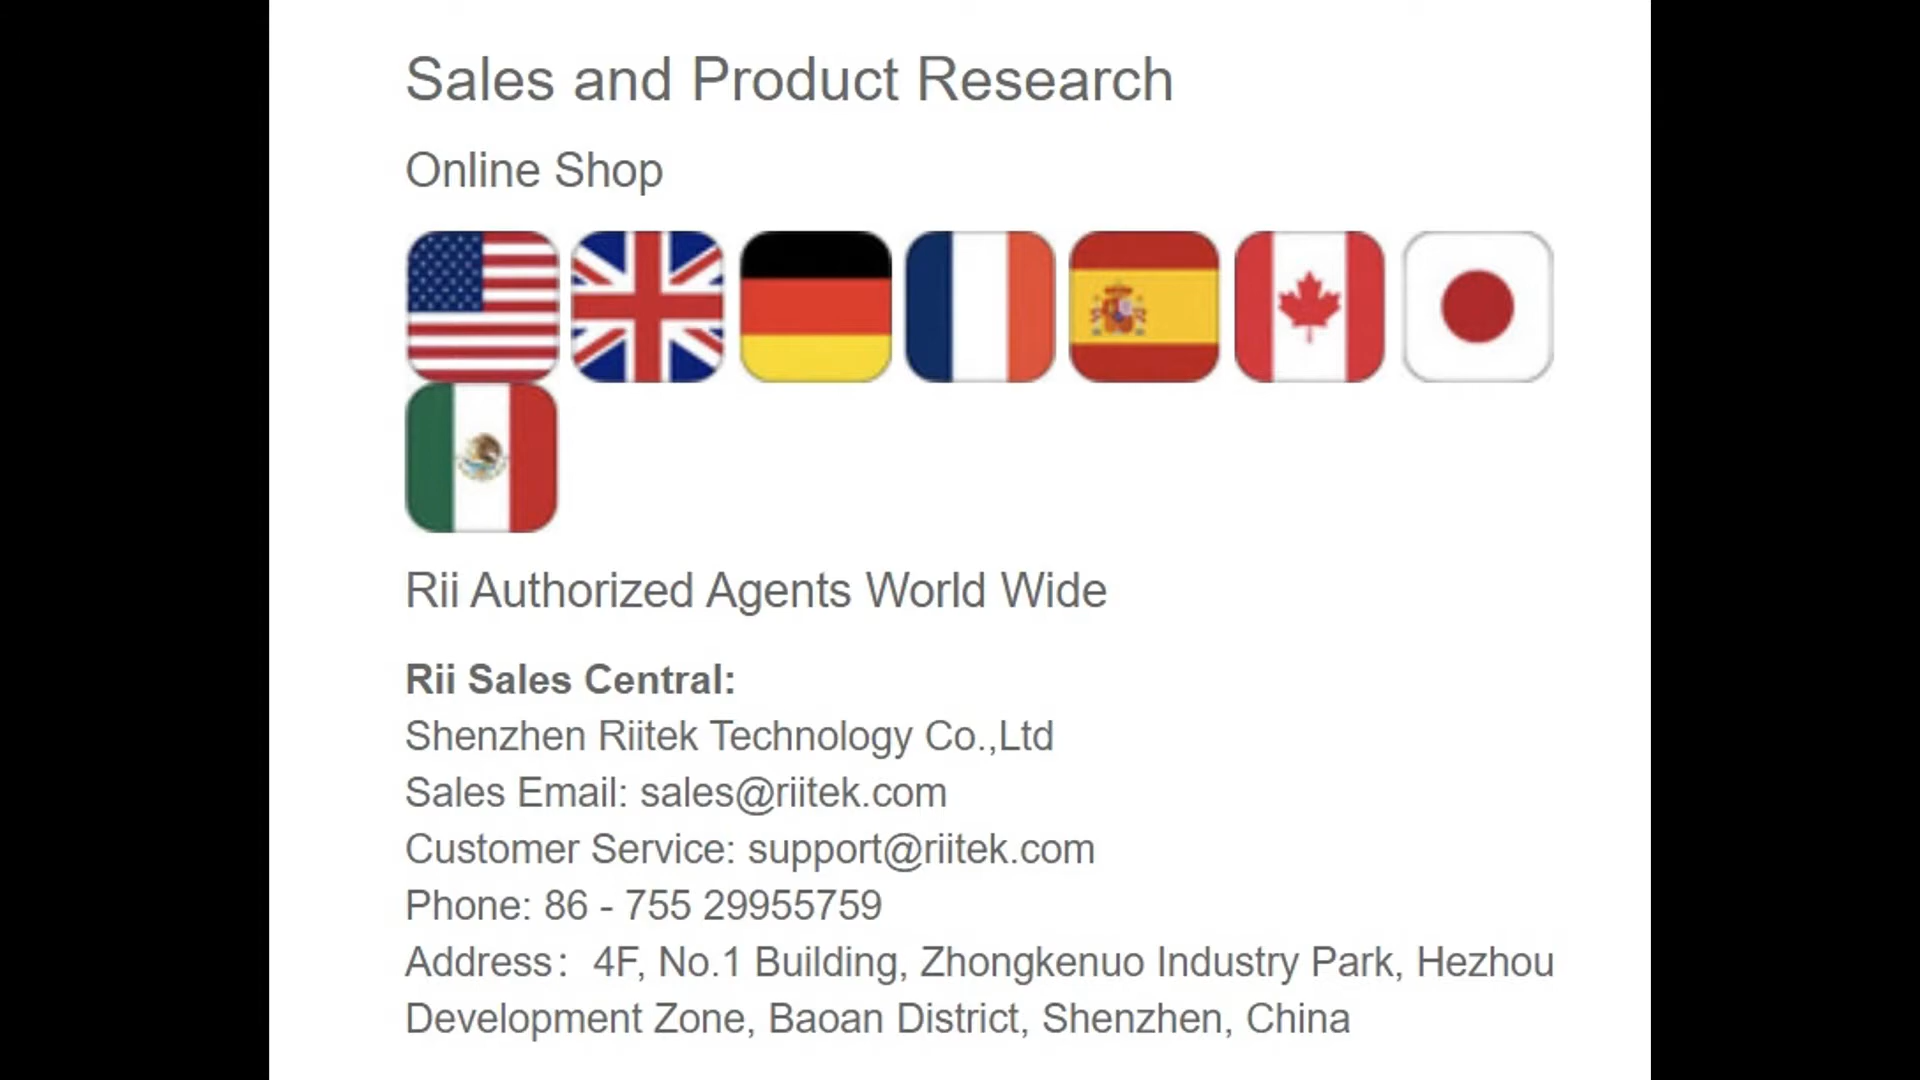 Sales and Product Research
Online Shop
Rii Authorized Agents World Wide
Rii Sales Central:
Shenzhen Riitek Technology Co.,Ltd
Sales Email: sales@riitek.com
Customer Service: support@riitek.com
Phone: 86 - 755 29955759
Address：4F, No.1 Building, Zhongkenuo Industry Park, Hezhou
Development Zone, Baoan District, Shenzhen, China